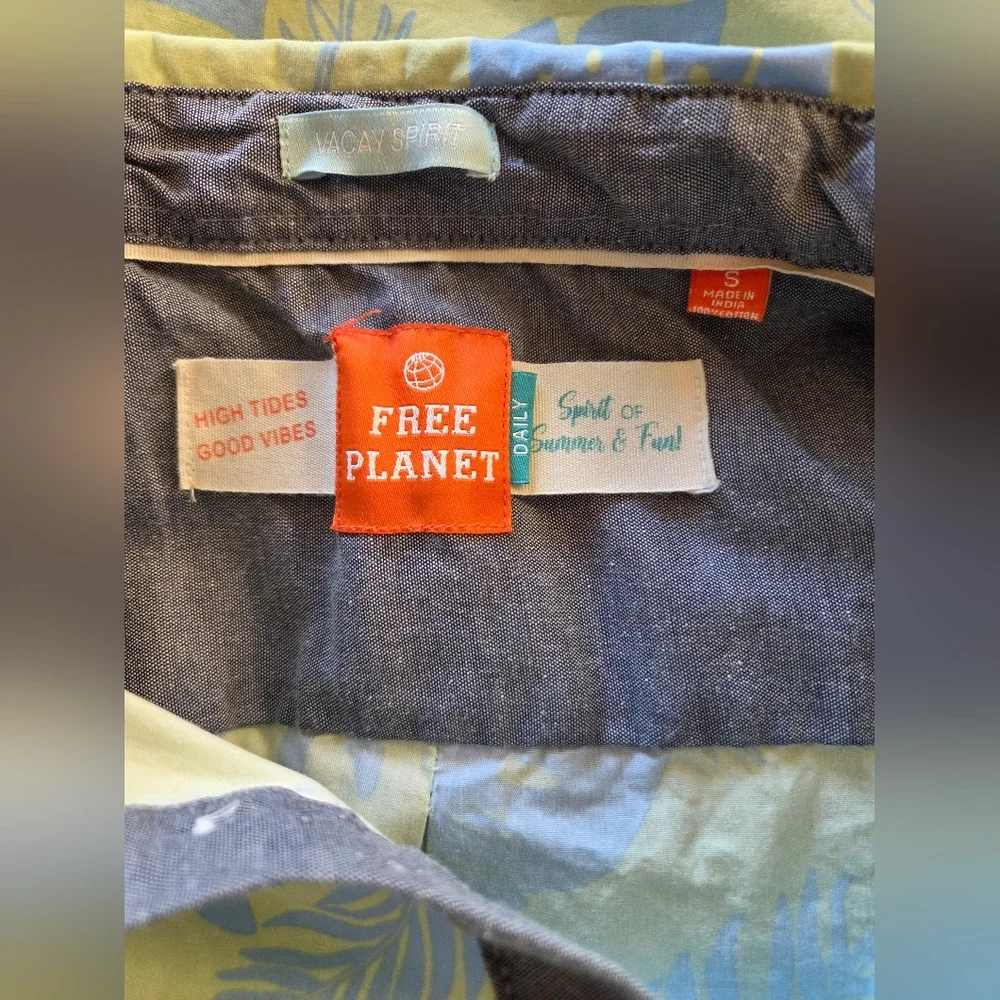 VACAY SPIRIT
S
MADE IN
INDIA
100% COTTON
HIGH TIDES
GOOD VIBES
FREE
PLANET
DAILY
Spirit OF
Summer & Fun!